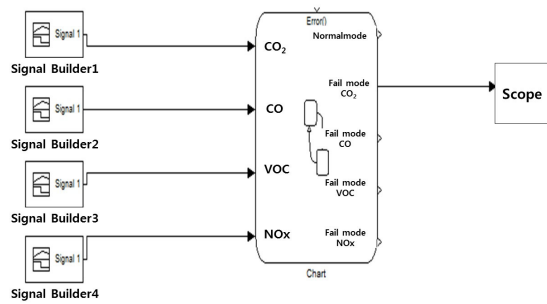 Error()
Signal 1
Signal Builder1
CO₂
Normalmode
Fail mode
CO₂
Scope
Signal 1
Signal Builder2
CO
Fail mode
CO
Signal 1
Signal Builder3
VOC
Fail mode
VOC
Signal 1
Signal Builder4
NOx
Fail mode
NOx
Chart